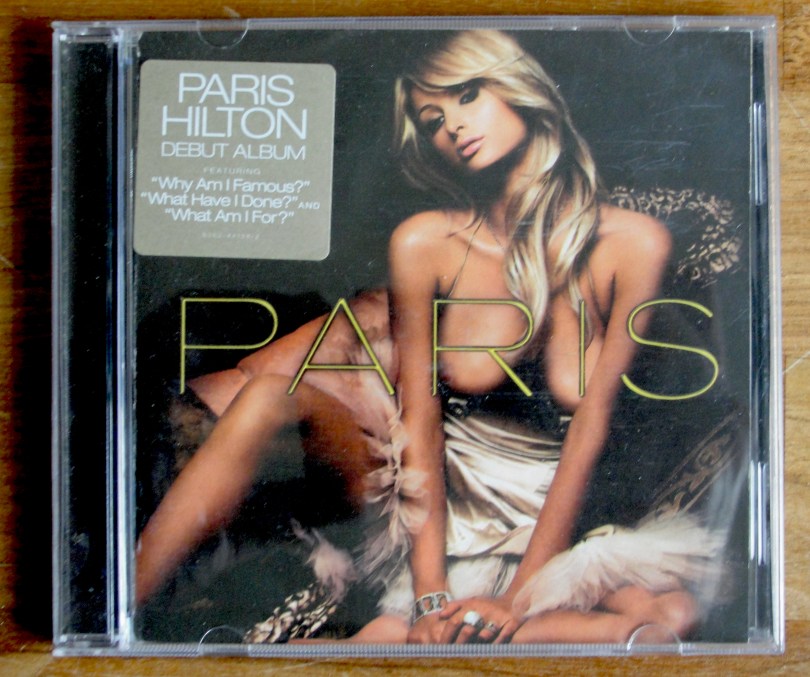 PARIS
HILTON
DEBUT ALBUM
FEATURING
"Why Am I Famous?"
"What Have I Done?" AND
"What Am I For?"
PARIS